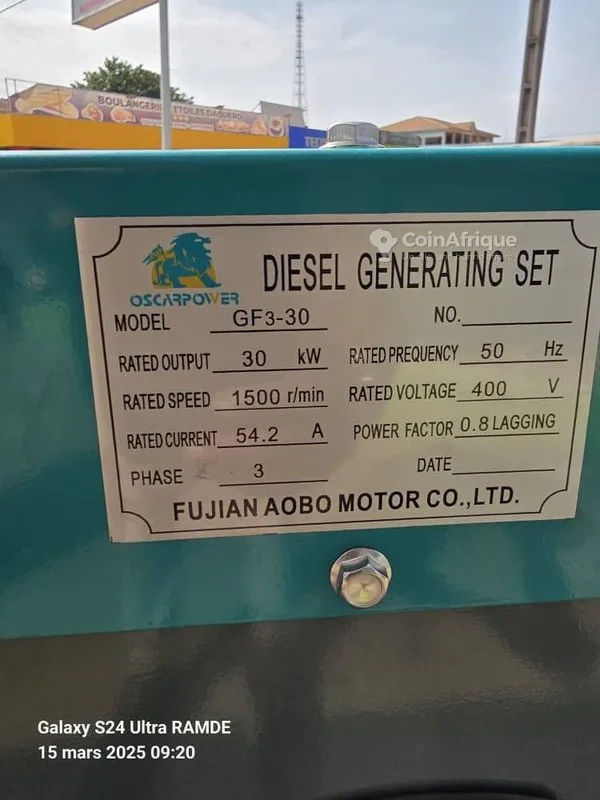 BOULANGERIE ETOILES DADUKRO
CoinAfrique
OSCARPOWER
DIESEL GENERATING SET
MODEL GF3-30 NO.
RATED OUTPUT 30 kW RATED PREQUENCY 50 Hz
RATED SPEED 1500 r/min RATED VOLTAGE 400 V
RATED CURRENT 54.2 A POWER FACTOR 0.8 LAGGING
PHASE 3 DATE
FUJIAN AOBO MOTOR CO.,LTD.
Galaxy S24 Ultra RAMDE
15 mars 2025 09:20